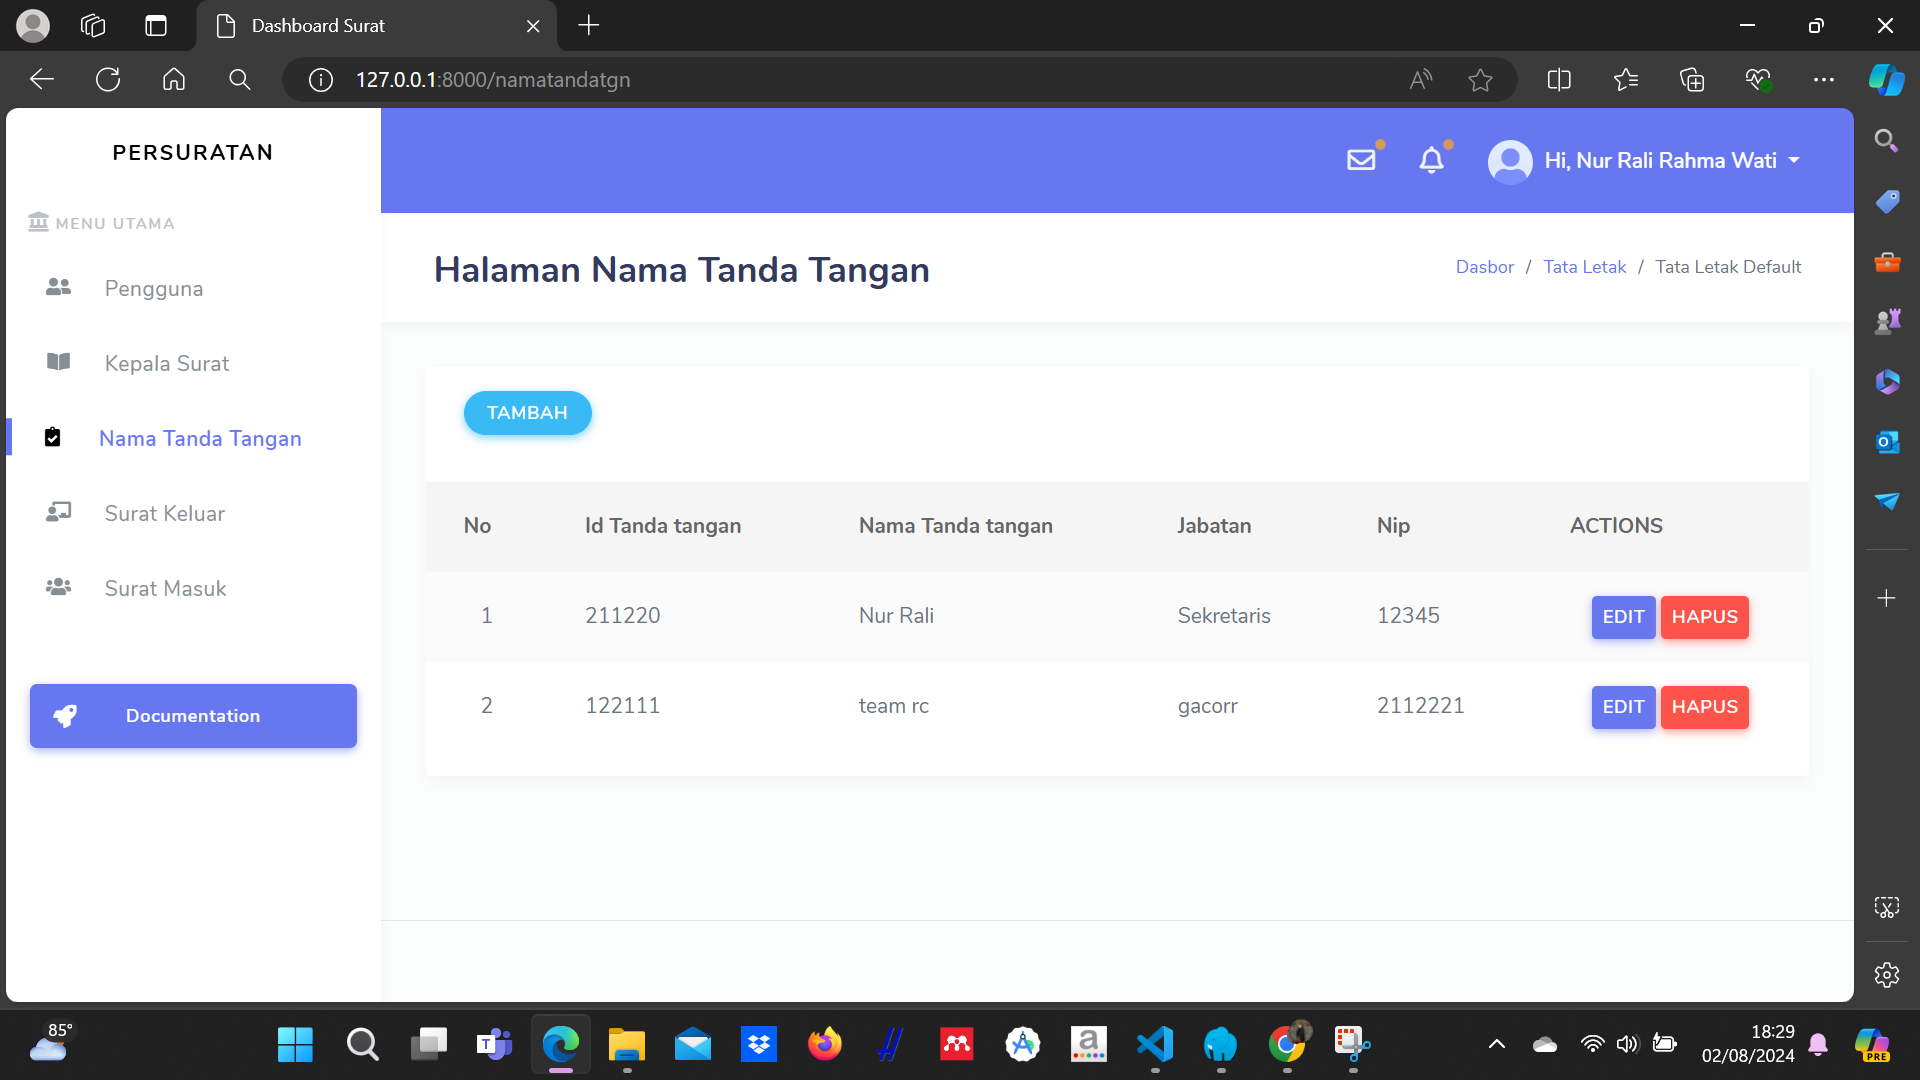 Dashboard Surat
127.0.0.1:8000/namatandatgn
PERSURATAN
Hi, Nur Rali Rahma Wati
MENU UTAMA
Pengguna
Kepala Surat
Nama Tanda Tangan
Surat Keluar
Surat Masuk
Documentation
Halaman Nama Tanda Tangan
Dasbor / Tata Letak / Tata Letak Default
TAMBAH
No Id Tanda tangan Nama Tanda tangan Jabatan Nip ACTIONS
1 211220 Nur Rali Sekretaris 12345 EDIT HAPUS
2 122111 team rc gacorr 2112221 EDIT HAPUS
85°
18:29
02/08/2024
PRE